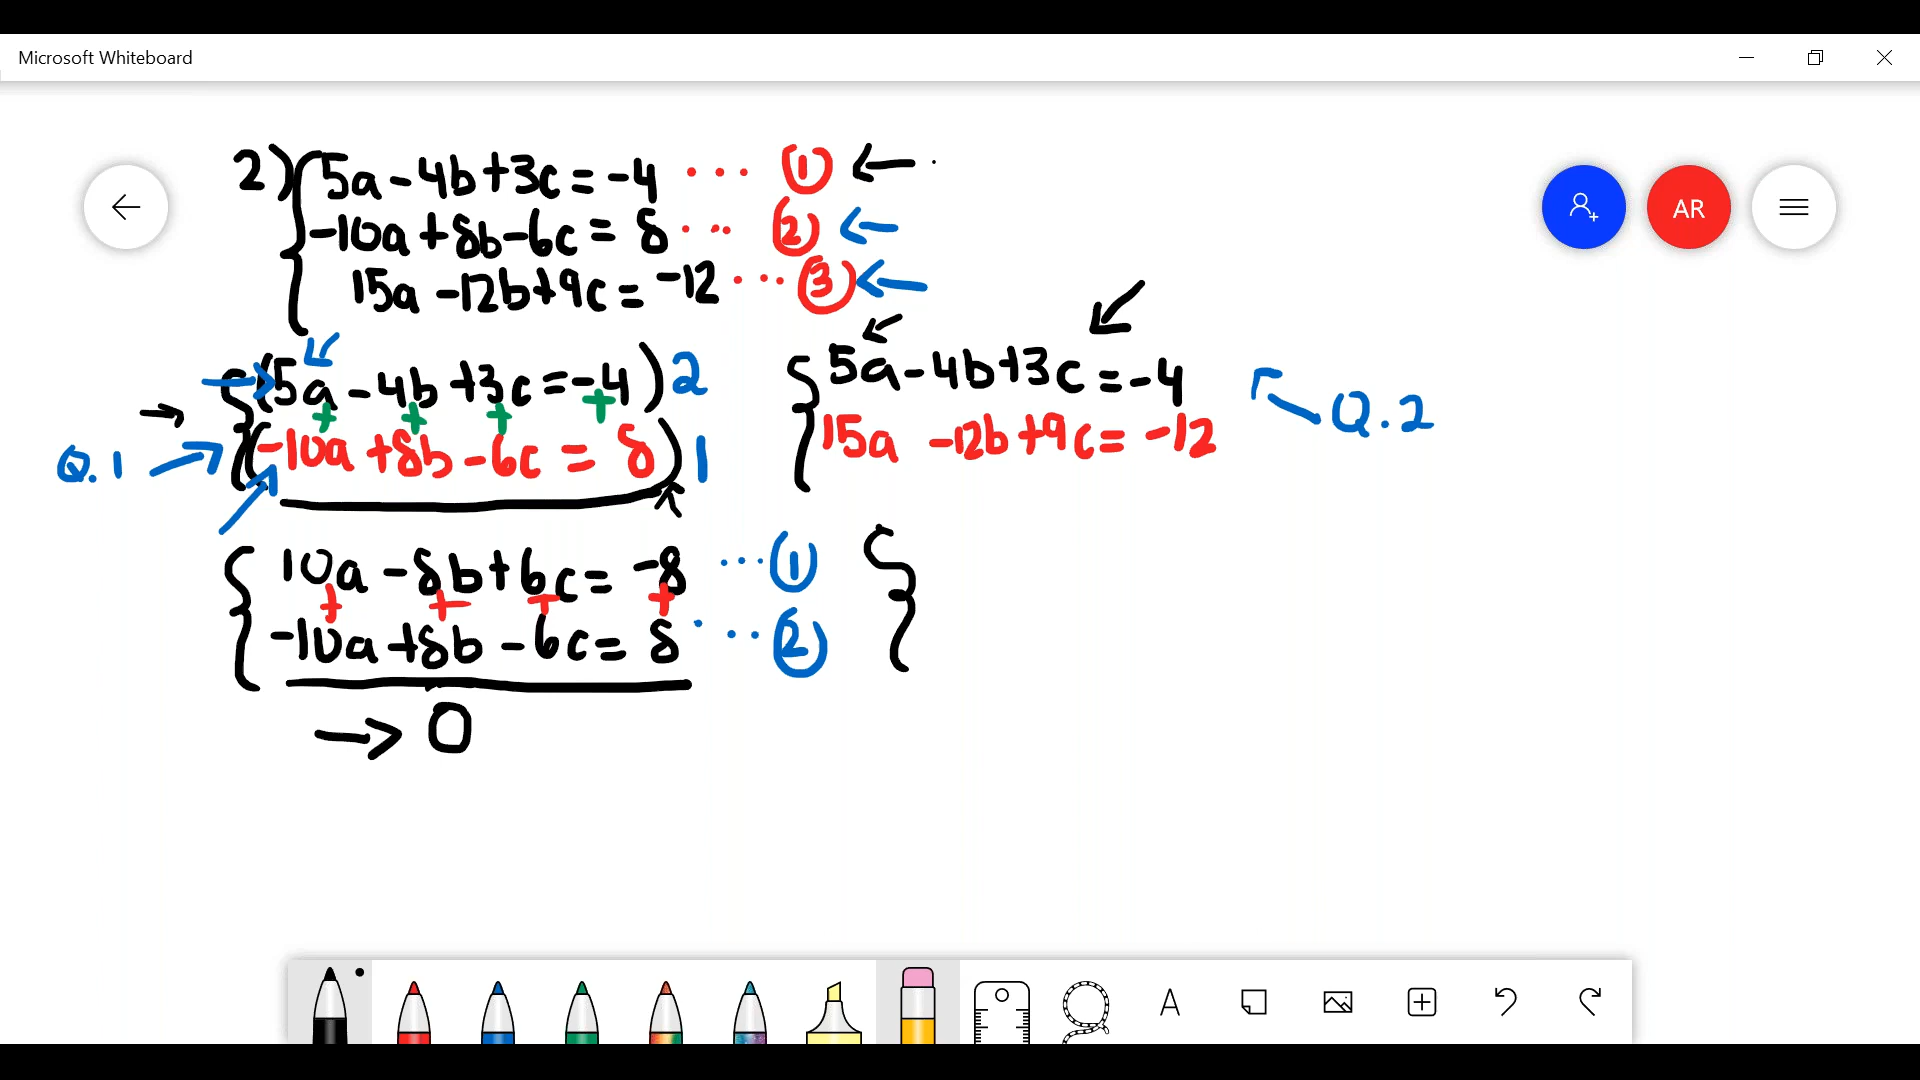 Microsoft Whiteboard
AR
2) 5a - 4b + 3c = -4 ... ①
-10a + 8b - 6c = 8 ... ②
15a - 12b + 9c = -12 ... ③
(5a - 4b + 3c = -4) 2
+ + + +
Q.1 (-10a + 8b - 6c = 8) 1
10a - 8b + 6c = -8 ... ①
+ + + +
-10a + 8b - 6c = 8 ... ②
→ 0
5a - 4b + 3c = -4
15a - 12b + 9c = -12
Q.2